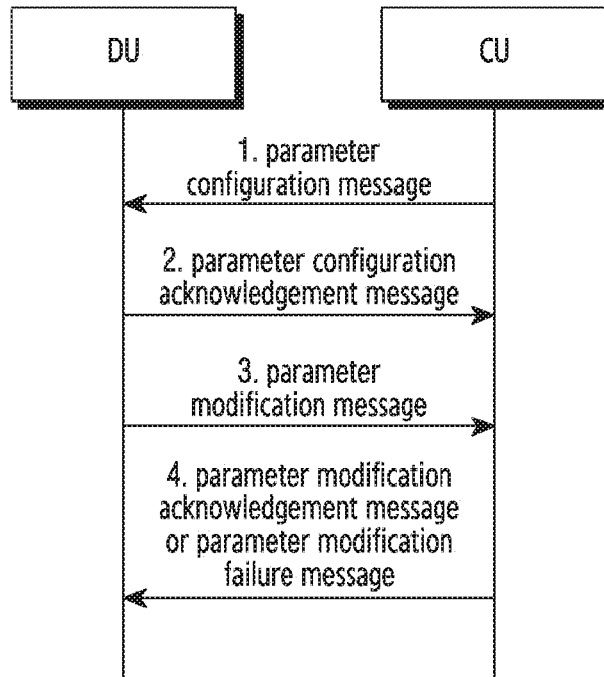 DU
CU
1. parameter
configuration message
2. parameter configuration
acknowledgement message
3. parameter
modification message
4. parameter modification
acknowledgement message
or parameter modification
failure message